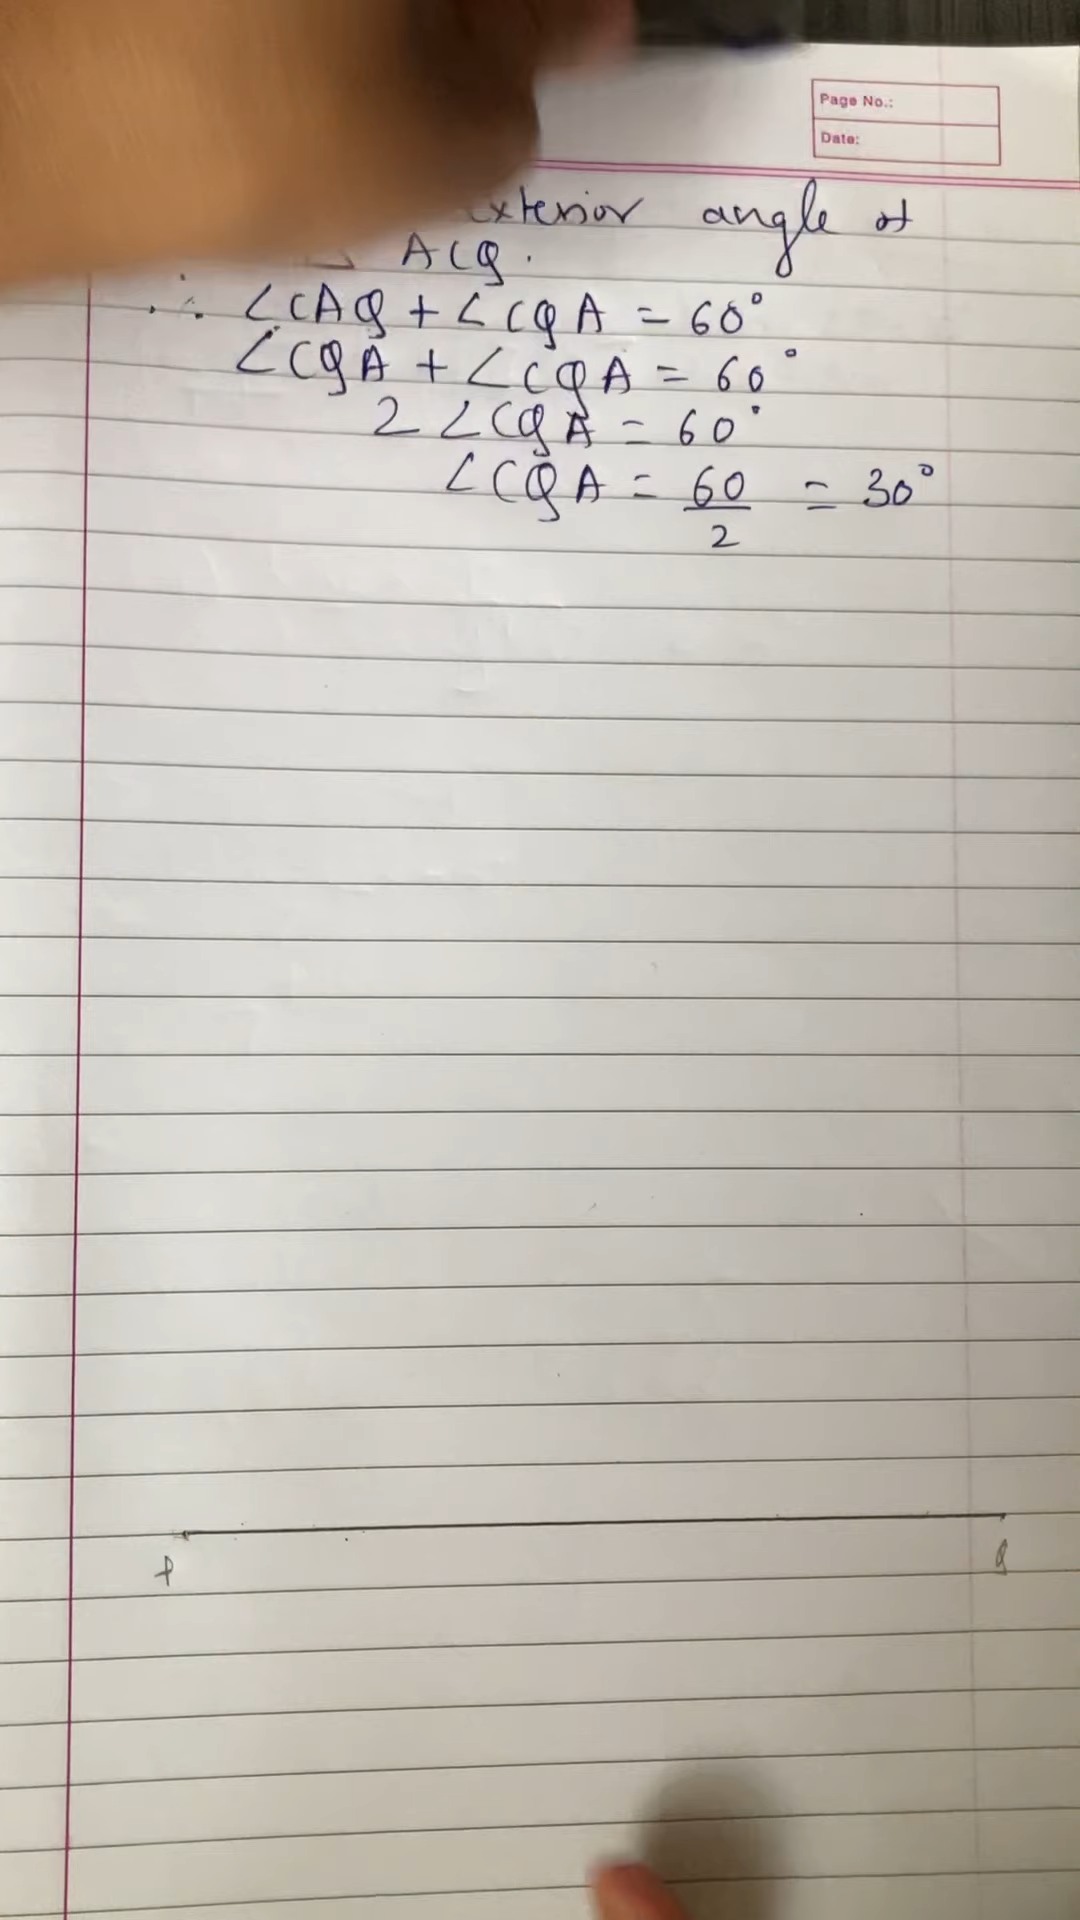 Page No.:
Date:
exterior angle of
ACQ.
∴ ∠CAQ + ∠CQA = 60°
∠CQA + ∠CQA = 60°
2 ∠CQA = 60°
∠CQA = 60/2 = 30°
P Q